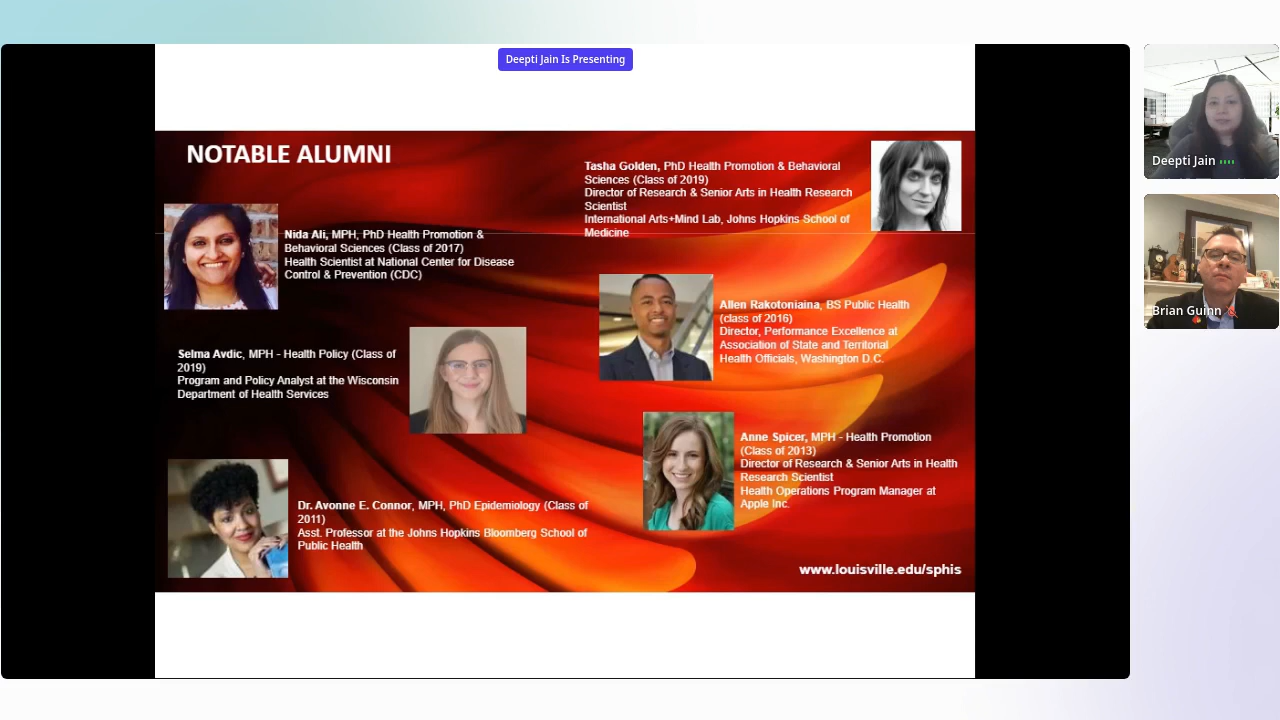 Deepti Jain Is Presenting
NOTABLE ALUMNI
Nida Ali, MPH, PhD Health Promotion &
Behavioral Sciences (Class of 2017)
Health Scientist at National Center for Disease
Control & Prevention (CDC)
Selma Avdic, MPH - Health Policy (Class of
2019)
Program and Policy Analyst at the Wisconsin
Department of Health Services
Dr. Avonne E. Connor, MPH, PhD Epidemiology (Class of
2011)
Asst. Professor at the Johns Hopkins Bloomberg School of
Public Health
Tasha Golden, PhD Health Promotion & Behavioral
Sciences (Class of 2019)
Director of Research & Senior Arts in Health Research
Scientist
International Arts+Mind Lab, Johns Hopkins School of
Medicine
Allen Rakotoniaina, BS Public Health
(class of 2016)
Director, Performance Excellence at
Association of State and Territorial
Health Officials, Washington D.C.
Anne Spicer, MPH - Health Promotion
(Class of 2013)
Director of Research & Senior Arts in Health
Research Scientist
Health Operations Program Manager at
Apple Inc.
www.louisville.edu/sphis
Deepti Jain
Brian Guinn